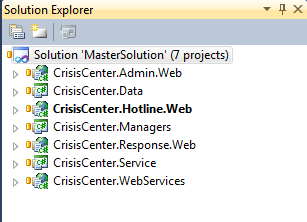 Solution Explorer
Solution 'MasterSolution' (7 projects)
CrisisCenter.Admin.Web
CrisisCenter.Data
CrisisCenter.Hotline.Web
CrisisCenter.Managers
CrisisCenter.Response.Web
CrisisCenter.Service
CrisisCenter.WebServices